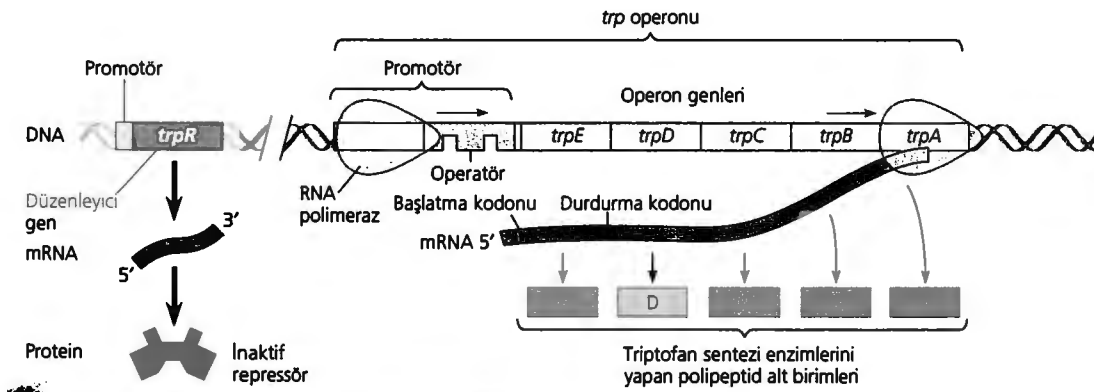 trp operonu
Promotör
Promotör
Operon genleri
DNA
trpR
trpE
trpD
trpC
trpB
trpA
Operatör
RNA
polimeraz
Düzenleyici
gen
Başlatma kodonu
Durdurma kodonu
mRNA
3'
5'
mRNA 5'
D
Protein
İnaktif
repressör
Triptofan sentezi enzimlerini
yapan polipeptid alt birimleri